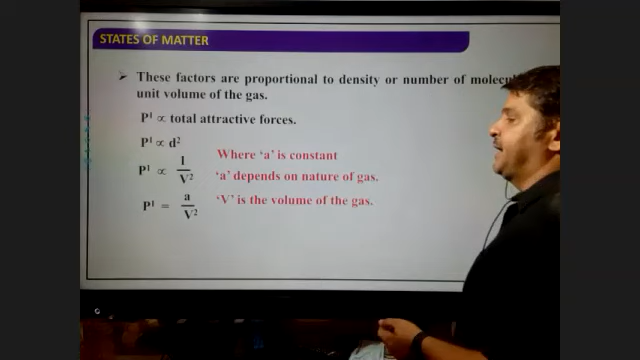 STATES OF MATTER
➢ These factors are proportional to density or number of
unit volume of the gas.
P¹ ∝ total attractive forces.
P¹ ∝ d²
P¹ ∝ 1/V²
Where ‘a’ is constant
‘a’ depends on nature of gas.
P¹ = a/V²
‘V’ is the volume of the gas.